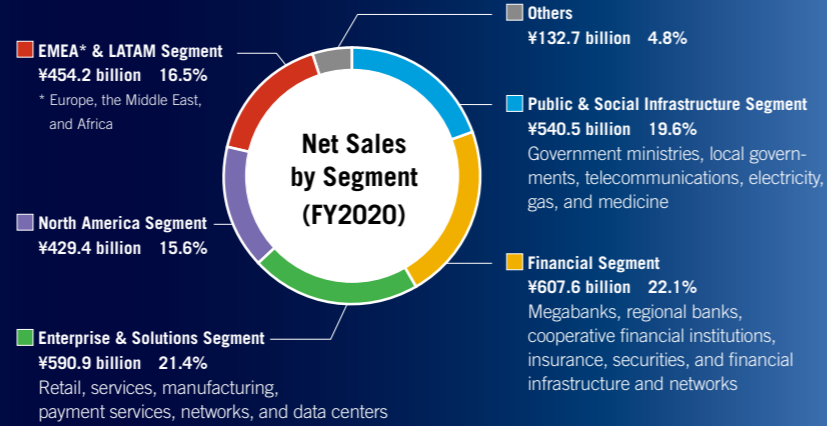 Net Sales
by Segment
(FY2020)
Others
¥132.7 billion 4.8%
Public & Social Infrastructure Segment
¥540.5 billion 19.6%
Government ministries, local govern-
ments, telecommunications, electricity,
gas, and medicine
Financial Segment
¥607.6 billion 22.1%
Megabanks, regional banks,
cooperative financial institutions,
insurance, securities, and financial
infrastructure and networks
Enterprise & Solutions Segment
¥590.9 billion 21.4%
Retail, services, manufacturing,
payment services, networks, and data centers
North America Segment
¥429.4 billion 15.6%
EMEA* & LATAM Segment
¥454.2 billion 16.5%
* Europe, the Middle East,
and Africa